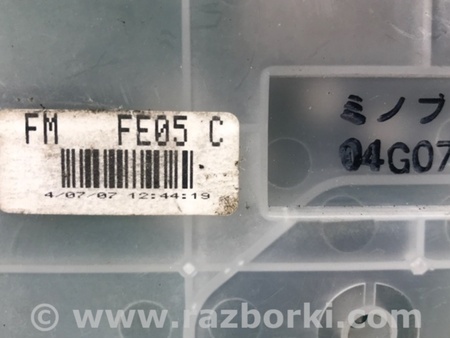 FM FE05 C
4/07/07 12:44:19
ミノブ
04G07
© www.razborki.com/